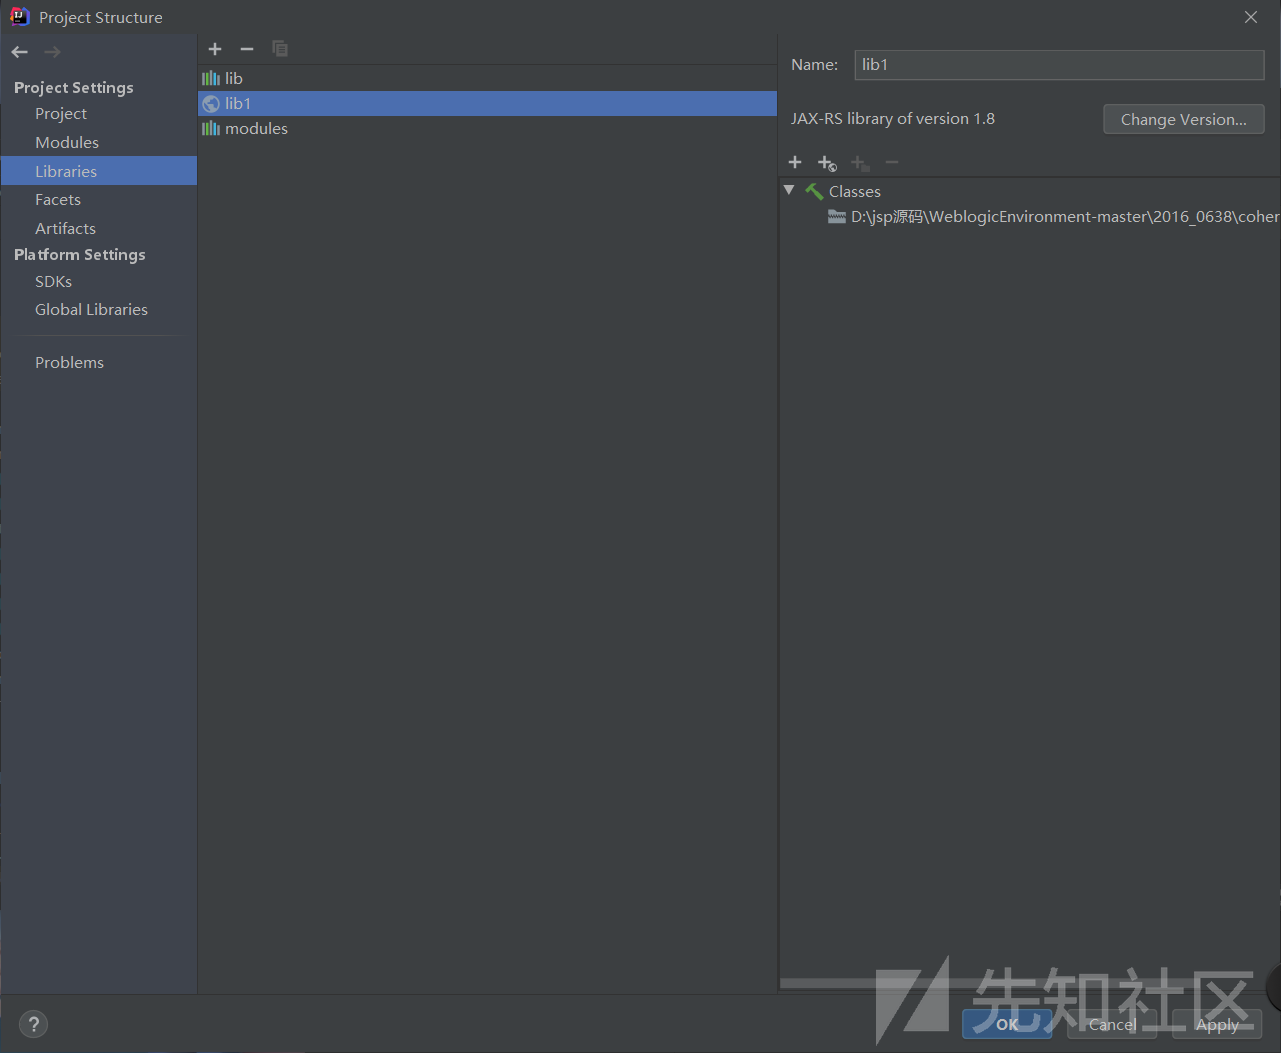 Project Structure
Project Settings
Project
Modules
Libraries
Facets
Artifacts
Platform Settings
SDKs
Global Libraries
Problems
lib
lib1
modules
Name: lib1
JAX-RS library of version 1.8 Change Version...
Classes
D:\jsp源码\WeblogicEnvironment-master\2016_0638\coher
先知社区
? OK Cancel Apply